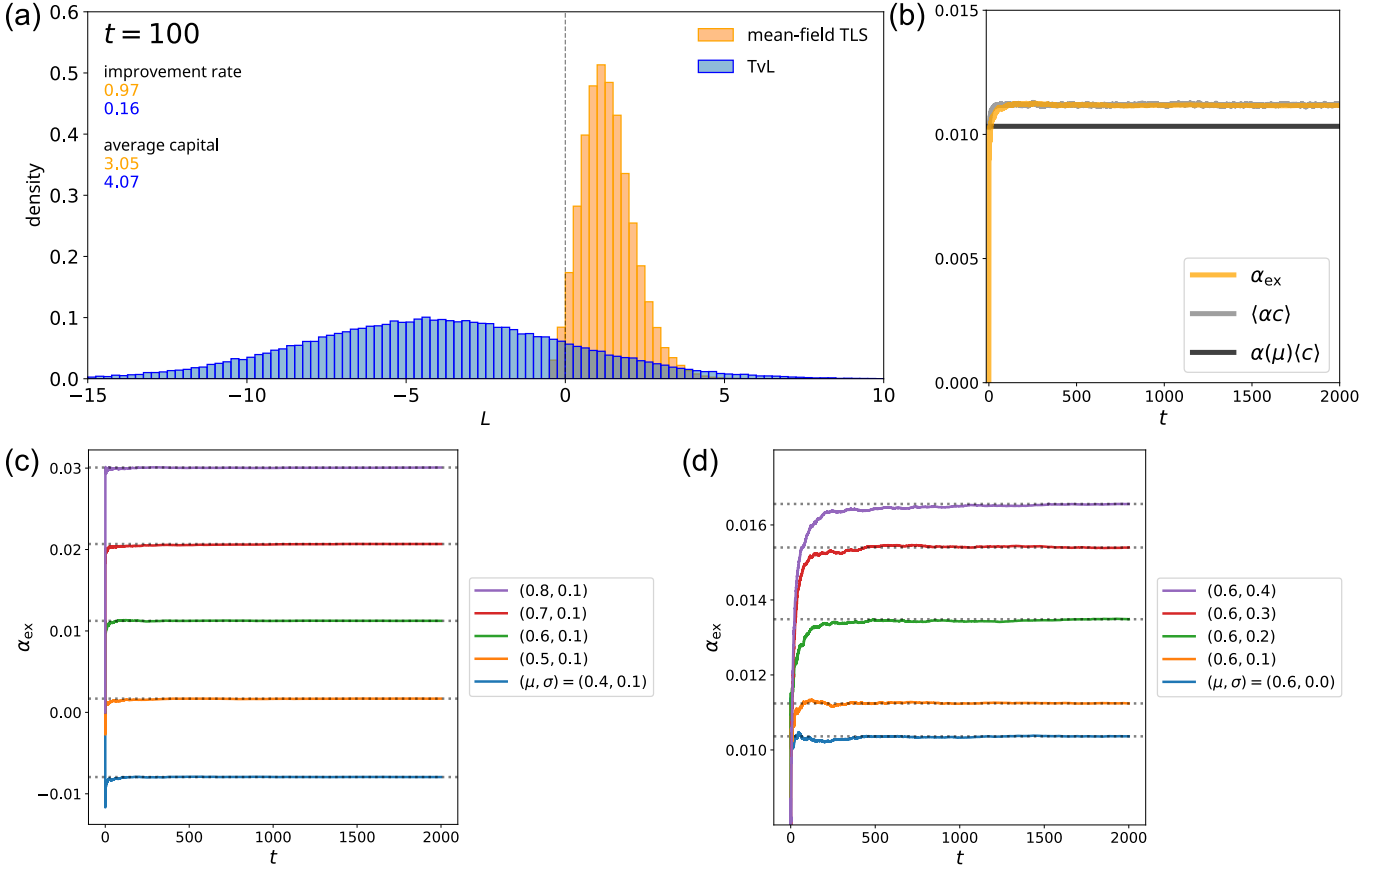 (a)
t = 100
improvement rate
0.97
0.16
average capital
3.05
4.07
mean-field TLS
TvL
density
0.6
0.5
0.4
0.3
0.2
0.1
0.0
−15
−10
−5
0
5
10
L
(b)
0.015
0.010
0.005
0.000
0
500
1000
1500
2000
t
αex
⟨αc⟩
α(μ)⟨c⟩
(c)
αex
0.03
0.02
0.01
0.00
−0.01
0
500
1000
1500
2000
t
(0.8, 0.1)
(0.7, 0.1)
(0.6, 0.1)
(0.5, 0.1)
(μ, σ) = (0.4, 0.1)
(d)
αex
0.016
0.014
0.012
0.010
0
500
1000
1500
2000
t
(0.6, 0.4)
(0.6, 0.3)
(0.6, 0.2)
(0.6, 0.1)
(μ, σ) = (0.6, 0.0)